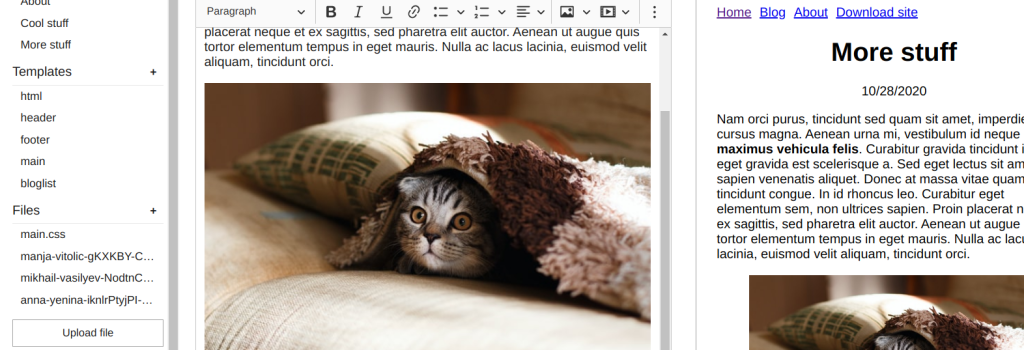 About
Cool stuff
More stuff
Templates +
html
header
footer
main
bloglist
Files +
main.css
manja-vitolic-gKXKBY-C...
mikhail-vasilyev-NodtnC...
anna-yenina-iknlrPtyjPI-...
Upload file
Paragraph B I U
placerat neque et ex sagittis, sed pharetra elit auctor. Aenean ut augue quis
tortor elementum tempus in eget mauris. Nulla ac lacus lacinia, euismod velit
aliquam, tincidunt orci.
Home Blog About Download site
More stuff
10/28/2020
Nam orci purus, tincidunt sed quam sit amet, imperdie
cursus magna. Aenean urna mi, vestibulum id neque
maximus vehicula felis. Curabitur gravida tincidunt i
eget gravida est scelerisque a. Sed eget lectus sit am
sapien venenatis aliquet. Donec at massa vitae quam
tincidunt congue. In id rhoncus leo. Curabitur eget
elementum sem, non ultrices sapien. Proin placerat n
ex sagittis, sed pharetra elit auctor. Aenean ut augue
tortor elementum tempus in eget mauris. Nulla ac lacu
lacinia, euismod velit aliquam, tincidunt orci.